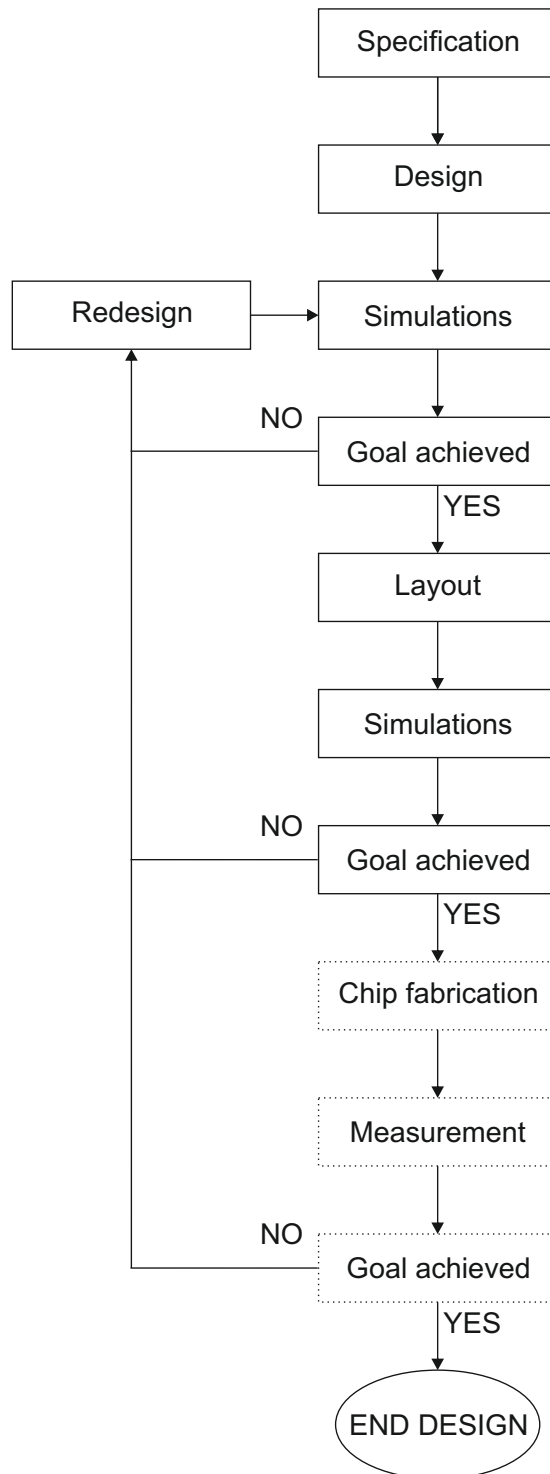 Specification
Design
Redesign
Simulations
NO
Goal achieved
YES
Layout
Simulations
NO
Goal achieved
YES
Chip fabrication
Measurement
NO
Goal achieved
YES
END DESIGN